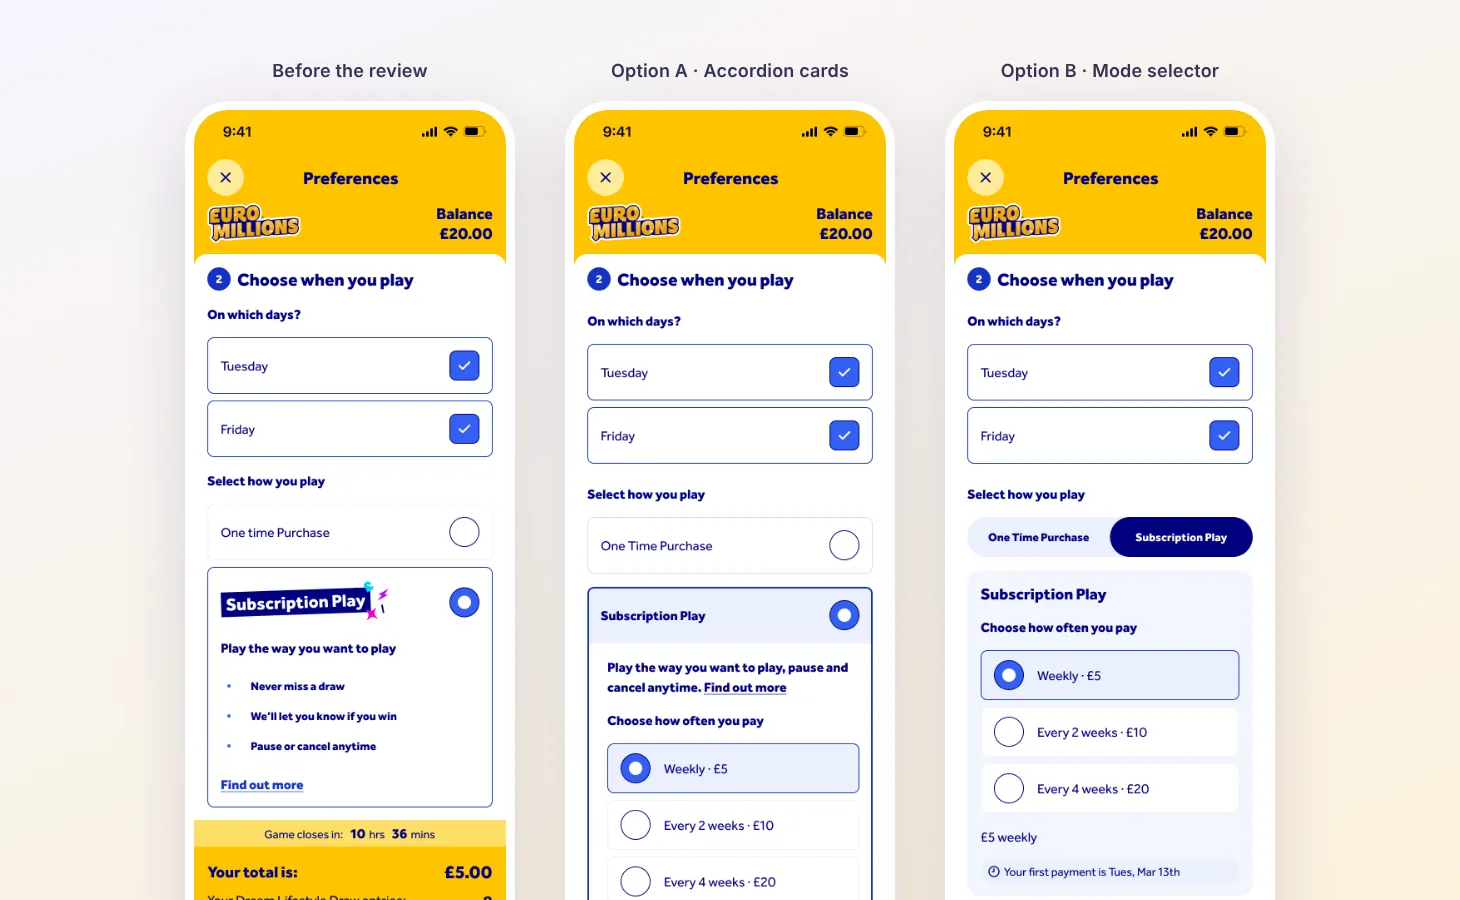 Before the review
9:41
Preferences
EURO
MILLIONS
Balance
£20.00
2 Choose when you play
On which days?
Tuesday
Friday
Select how you play
One time Purchase
Subscription Play
Play the way you want to play
• Never miss a draw
• We'll let you know if you win
• Pause or cancel anytime
Find out more
Game closes in: 10 hrs 36 mins
Your total is: £5.00
Option A · Accordion cards
9:41
Preferences
EURO
MILLIONS
Balance
£20.00
2 Choose when you play
On which days?
Tuesday
Friday
Select how you play
One Time Purchase
Subscription Play
Play the way you want to play, pause and
cancel anytime. Find out more
Choose how often you pay
Weekly · £5
Every 2 weeks · £10
Every 4 weeks · £20
Option B · Mode selector
9:41
Preferences
EURO
MILLIONS
Balance
£20.00
2 Choose when you play
On which days?
Tuesday
Friday
Select how you play
One Time Purchase Subscription Play
Subscription Play
Choose how often you pay
Weekly · £5
Every 2 weeks · £10
Every 4 weeks · £20
£5 weekly
Your first payment is Tues, Mar 13th